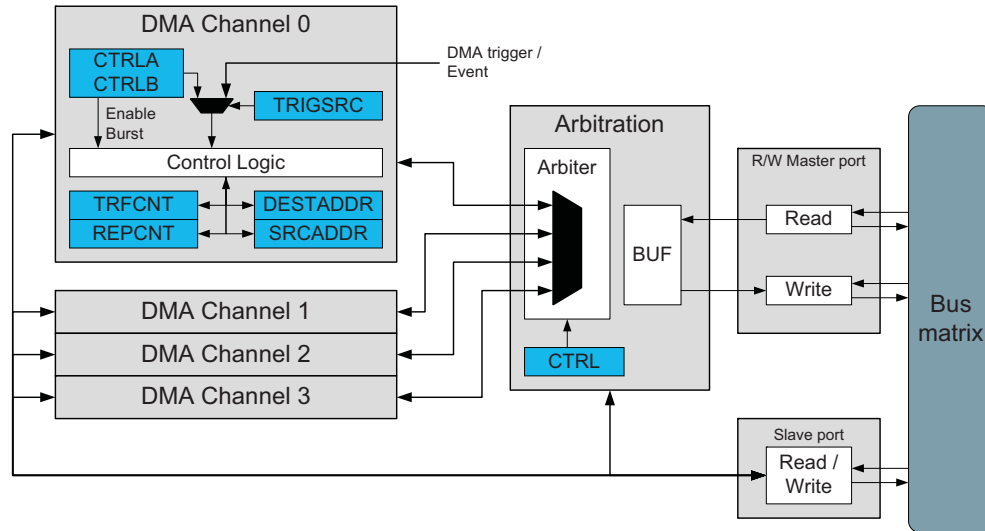 DMA Channel 0
CTRLA
CTRLB
DMA trigger /
Event
TRIGSRC
Enable
Burst
Control Logic
TRFCNT
DESTADDR
REPCNT
SRCADDR
DMA Channel 1
DMA Channel 2
DMA Channel 3
Arbitration
Arbiter
BUF
CTRL
R/W Master port
Read
Write
Slave port
Read /
Write
Bus
matrix